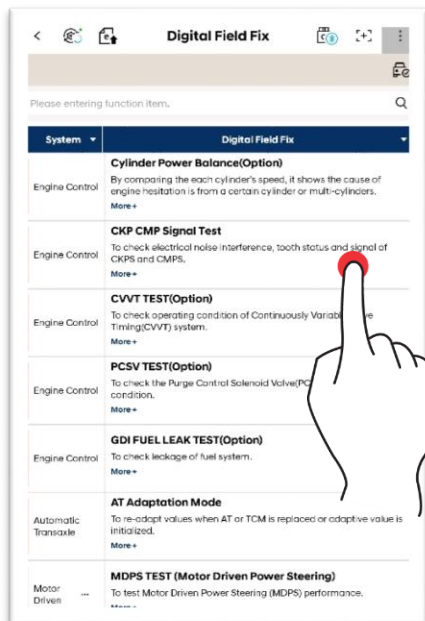 Digital Field Fix
Please entering function item.
System Digital Field Fix
Cylinder Power Balance(Option)
Engine Control
By comparing the each cylinder's speed, it shows the cause of
engine hesitation is from a certain cylinder or multi-cylinders.
More+
CKP CMP Signal Test
Engine Control
To check electrical noise interference, tooth status and signal of
CKPS and CMPS.
More+
CVVT TEST(Option)
Engine Control
To check operating condition of Continuously
Timing(CVVT) system.
More+
PCSV TEST(Option)
Engine Control
To check the Purge Control Solenoid Valve(PC
condition.
More+
GDI FUEL LEAK TEST(Option)
Engine Control
To check leakage of fuel system.
More+
AT Adaptation Mode
Automatic
Transaxle
To re-adapt values when AT or TCM is replaced or adaptive value is
initialized.
More+
MDPS TEST (Motor Driven Power Steering)
Motor
Driven ...
To test Motor Driven Power Steering (MDPS) performance.